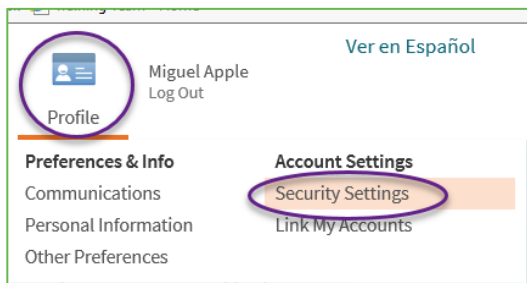 Ver en Español
Miguel Apple
Log Out
Profile
Preferences & Info
Communications
Personal Information
Other Preferences
Account Settings
Security Settings
Link My Accounts